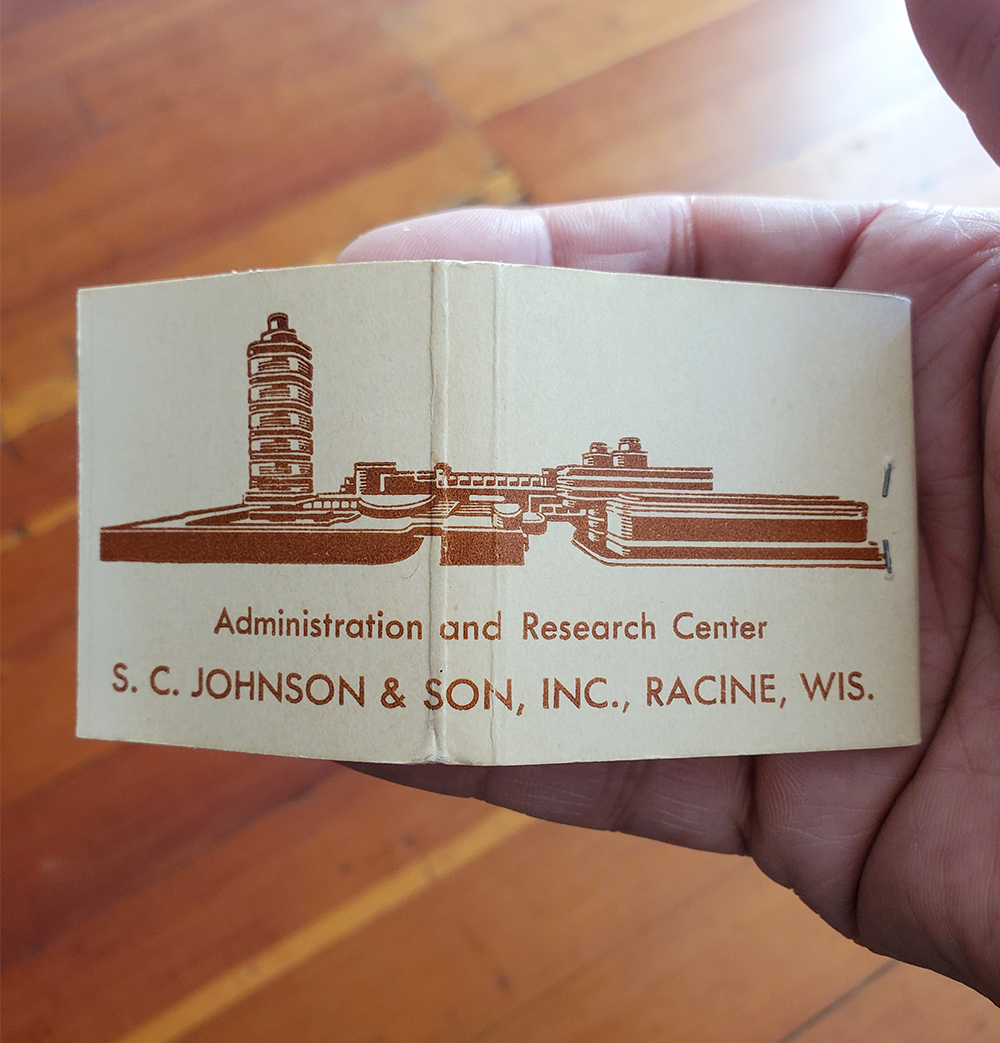 Administration and Research Center
S. C. JOHNSON & SON, INC., RACINE, WIS.